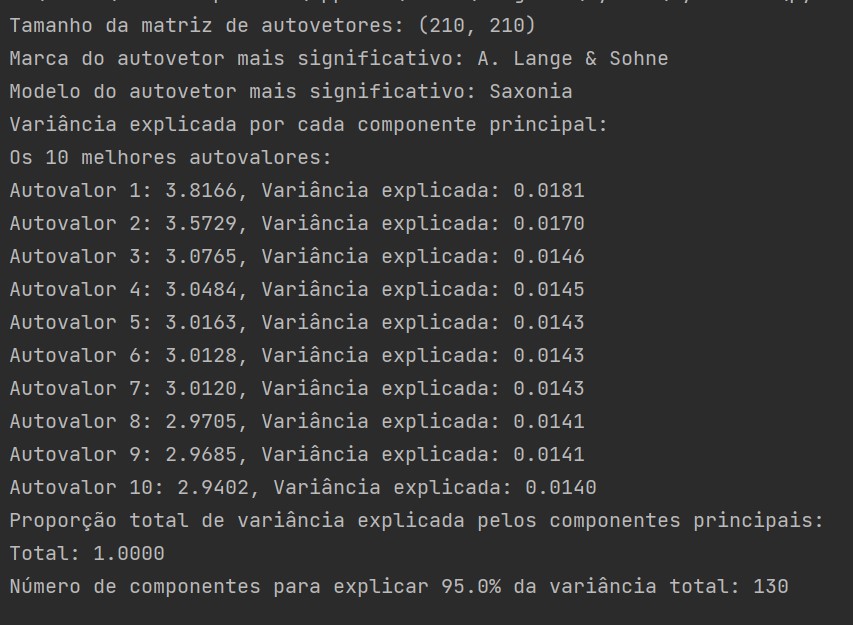 Tamanho da matriz de autovetores: (210, 210)
Marca do autovetor mais significativo: A. Lange & Sohne
Modelo do autovetor mais significativo: Saxonia
Variância explicada por cada componente principal:
Os 10 melhores autovalores:
Autovalor 1: 3.8166, Variância explicada: 0.0181
Autovalor 2: 3.5729, Variância explicada: 0.0170
Autovalor 3: 3.0765, Variância explicada: 0.0146
Autovalor 4: 3.0484, Variância explicada: 0.0145
Autovalor 5: 3.0163, Variância explicada: 0.0143
Autovalor 6: 3.0128, Variância explicada: 0.0143
Autovalor 7: 3.0120, Variância explicada: 0.0143
Autovalor 8: 2.9705, Variância explicada: 0.0141
Autovalor 9: 2.9685, Variância explicada: 0.0141
Autovalor 10: 2.9402, Variância explicada: 0.0140
Proporção total de variância explicada pelos componentes principais:
Total: 1.0000
Número de componentes para explicar 95.0% da variância total: 130